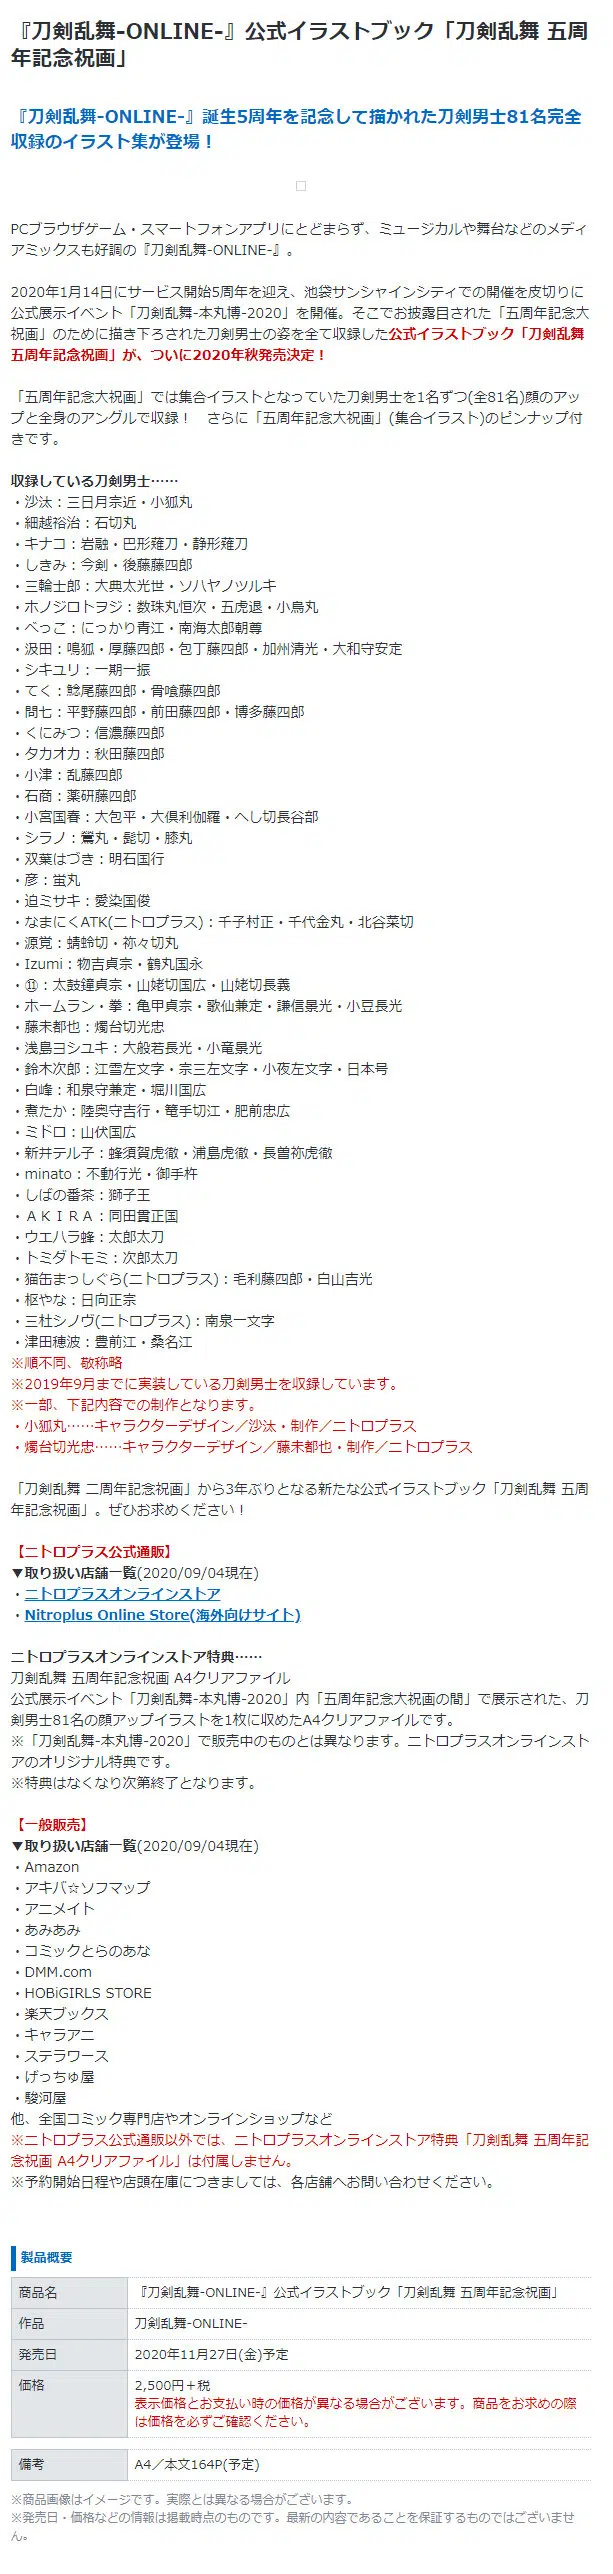 『刀剣乱舞-ONLINE-』公式イラストブック「刀剣乱舞 五周
年記念祝画」
『刀剣乱舞-ONLINE-』誕生5周年を記念して描かれた刀剣男士81名完全
収録のイラスト集が登場！
PCブラウザゲーム・スマートフォンアプリにとどまらず、ミュージカルや舞台などのメディ
アミックスも好調の『刀剣乱舞-ONLINE-』。
2020年1月14日にサービス開始5周年を迎え、池袋サンシャインシティでの開催を皮切りに
公式展示イベント「刀剣乱舞-本丸博-2020」を開催。そこでお披露目された「五周年記念大
祝画」のために描き下ろされた刀剣男士の姿を全て収録した公式イラストブック「刀剣乱舞
五周年記念祝画」が、ついに2020年秋発売決定！
「五周年記念大祝画」では集合イラストとなっていた刀剣男士を1名ずつ(全81名)顔のアッ
プと全身のアングルで収録！　さらに「五周年記念大祝画」(集合イラスト)のピンナップ付
きです。
収録している刀剣男士……
・沙汰：三日月宗近・小狐丸
・細越裕治：石切丸
・キナコ：岩融・巴形薙刀・静形薙刀
・しきみ：今剣・後藤藤四郎
・三輪士郎：大典太光世・ソハヤノツルキ
・ホノジロトヲジ：数珠丸恒次・五虎退・小烏丸
・べっこ：にっかり青江・南海太郎朝尊
・汲田：鳴狐・厚藤四郎・包丁藤四郎・加州清光・大和守安定
・シキユリ：一期一振
・てく：鯰尾藤四郎・骨喰藤四郎
・問七：平野藤四郎・前田藤四郎・博多藤四郎
・くにみつ：信濃藤四郎
・タカオカ：秋田藤四郎
・小津：乱藤四郎
・石商：薬研藤四郎
・小宮国春：大包平・大倶利伽羅・へし切長谷部
・シラノ：鶯丸・髭切・膝丸
・双葉はづき：明石国行
・彦：蛍丸
・迫ミサキ：愛染国俊
・なまにくATK(ニトロプラス)：千子村正・千代金丸・北谷菜切
・源覚：蜻蛉切・祢々切丸
・Izumi：物吉貞宗・鶴丸国永
・⑪：太鼓鐘貞宗・山姥切国広・山姥切長義
・ホームラン・拳：亀甲貞宗・歌仙兼定・謙信景光・小豆長光
・藤未都也：燭台切光忠
・浅島ヨシユキ：大般若長光・小竜景光
・鈴木次郎：江雪左文字・宗三左文字・小夜左文字・日本号
・白峰：和泉守兼定・堀川国広
・煮たか：陸奥守吉行・篭手切江・肥前忠広
・ミドロ：山伏国広
・新井テル子：蜂須賀虎徹・浦島虎徹・長曽祢虎徹
・minato：不動行光・御手杵
・しばの番茶：獅子王
・ＡＫＩＲＡ：同田貫正国
・ウエハラ蜂：太郎太刀
・トミダトモミ：次郎太刀
・猫缶まっしぐら(ニトロプラス)：毛利藤四郎・白山吉光
・枢やな：日向正宗
・三杜シノヴ(ニトロプラス)：南泉一文字
・津田穂波：豊前江・桑名江
※順不同、敬称略
※2019年9月までに実装している刀剣男士を収録しています。
※一部、下記内容での制作となります。
・小狐丸……キャラクターデザイン／沙汰・制作／ニトロプラス
・燭台切光忠……キャラクターデザイン／藤未都也・制作／ニトロプラス
「刀剣乱舞 二周年記念祝画」から3年ぶりとなる新たな公式イラストブック「刀剣乱舞 五周
年記念祝画」。ぜひお求めください！
【ニトロプラス公式通販】
▼取り扱い店舗一覧(2020/09/04現在)
・ニトロプラスオンラインストア
・Nitroplus Online Store(海外向けサイト)
ニトロプラスオンラインストア特典……
刀剣乱舞 五周年記念祝画 A4クリアファイル
公式展示イベント「刀剣乱舞-本丸博-2020」内「五周年記念大祝画の間」で展示された、刀
剣男士81名の顔アップイラストを1枚に収めたA4クリアファイルです。
※「刀剣乱舞-本丸博-2020」で販売中のものとは異なります。ニトロプラスオンラインスト
アのオリジナル特典です。
※特典はなくなり次第終了となります。
【一般販売】
▼取り扱い店舗一覧(2020/09/04現在)
・Amazon
・アキバ☆ソフマップ
・アニメイト
・あみあみ
・コミックとらのあな
・DMM.com
・HOBiGIRLS STORE
・楽天ブックス
・キャラアニ
・ステラワース
・げっちゅ屋
・駿河屋
他、全国コミック専門店やオンラインショップなど
※ニトロプラス公式通販以外では、ニトロプラスオンラインストア特典「刀剣乱舞 五周年記
念祝画 A4クリアファイル」は付属しません。
※予約開始日程や店頭在庫につきましては、各店舗へお問い合わせください。
製品概要
商品名 『刀剣乱舞-ONLINE-』公式イラストブック「刀剣乱舞 五周年記念祝画」
作品 刀剣乱舞-ONLINE-
発売日 2020年11月27日(金)予定
価格 2,500円＋税
表示価格とお支払い時の価格が異なる場合がございます。商品をお求めの際
は価格を必ずご確認ください。
備考 A4／本文164P(予定)
※商品画像はイメージです。実際とは異なる場合がございます。
※発売日・価格などの情報は掲載時点のものです。最新の内容であることを保証するものではございませ
ん。